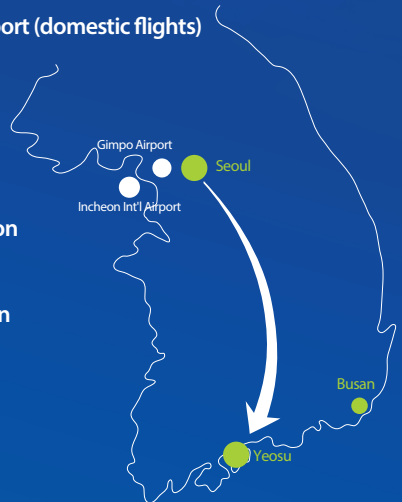 ort (domestic flights)
Gimpo Airport
Seoul
Incheon Int'l Airport
on
n
Busan
Yeosu